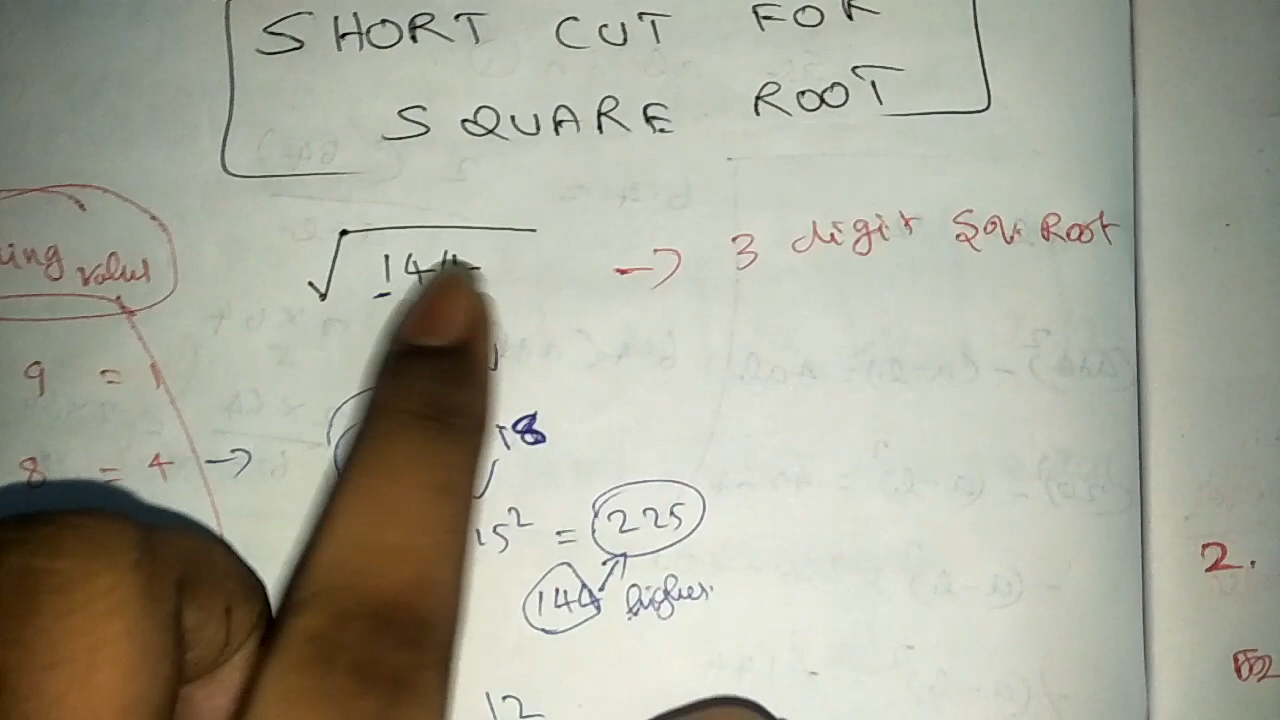 SHORT CUT FOR
SQUARE ROOT
ing value
√144 → 3 digit Sq. Root
9 = 1
18
8 = 4 →
15² = 225
144 higher
2.
12